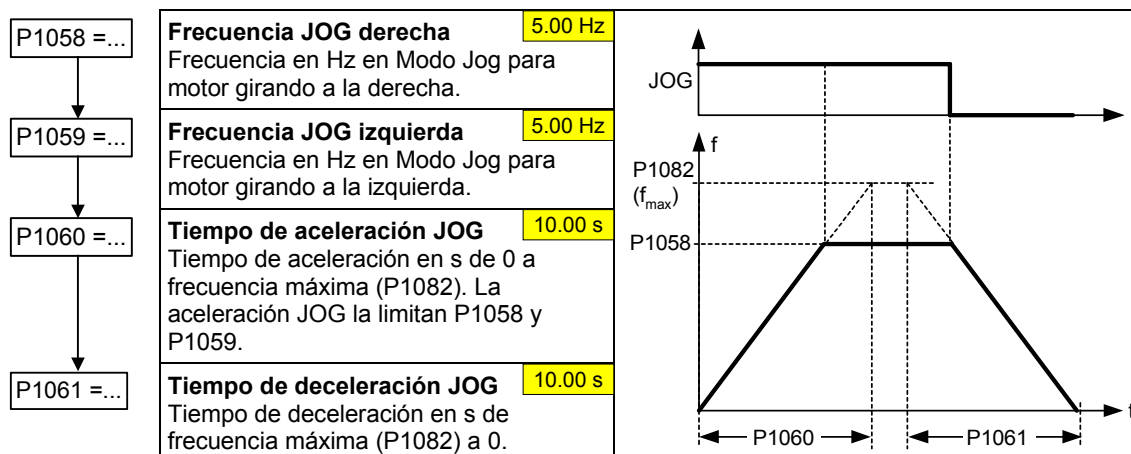 P1058 =...
Frecuencia JOG derecha
5.00 Hz
Frecuencia en Hz en Modo Jog para
motor girando a la derecha.
P1059 =...
Frecuencia JOG izquierda
5.00 Hz
Frecuencia en Hz en Modo Jog para
motor girando a la izquierda.
P1060 =...
Tiempo de aceleración JOG
10.00 s
Tiempo de aceleración en s de 0 a
frecuencia máxima (P1082). La
aceleración JOG la limitan P1058 y
P1059.
P1061 =...
Tiempo de deceleración JOG
10.00 s
Tiempo de deceleración en s de
frecuencia máxima (P1082) a 0.
JOG
f
P1082
(fmax)
P1058
t
P1060
P1061